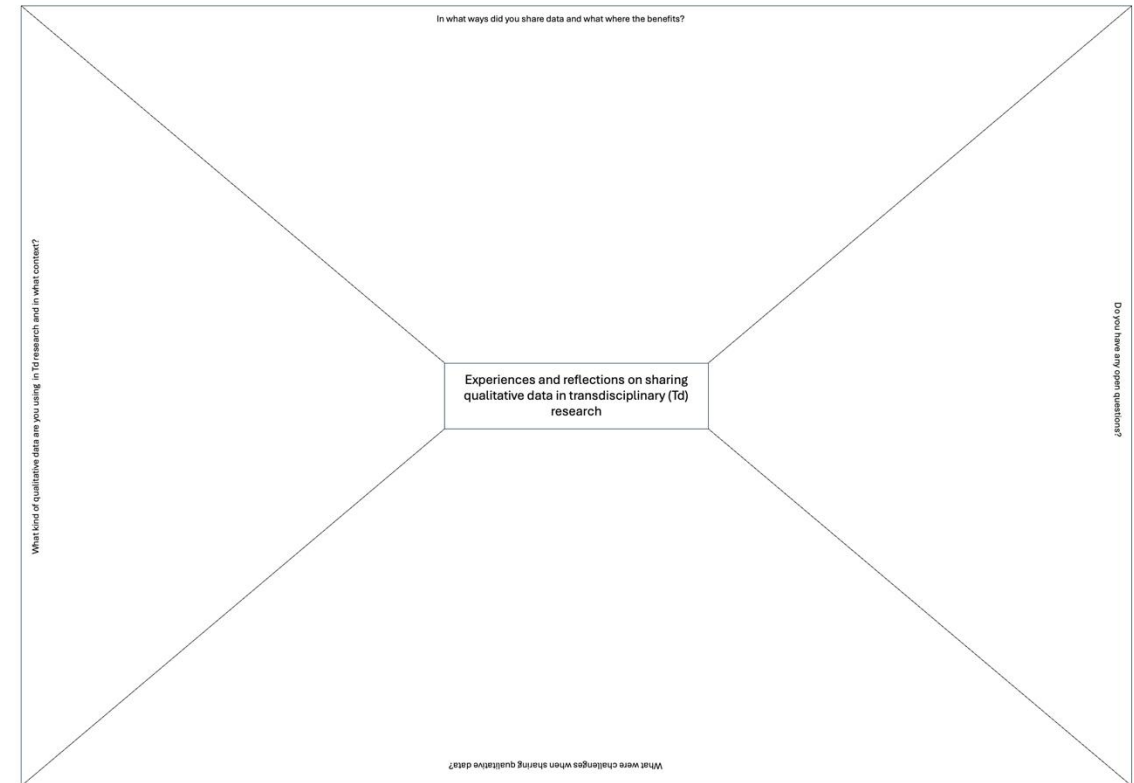 In what ways did you share data and what where the benefits?
What kind of qualitative data are you using in Td research and in what context?
Experiences and reflections on sharing
qualitative data in transdisciplinary (Td)
research
Do you have any open questions?
What were challenges when sharing qualitative data?